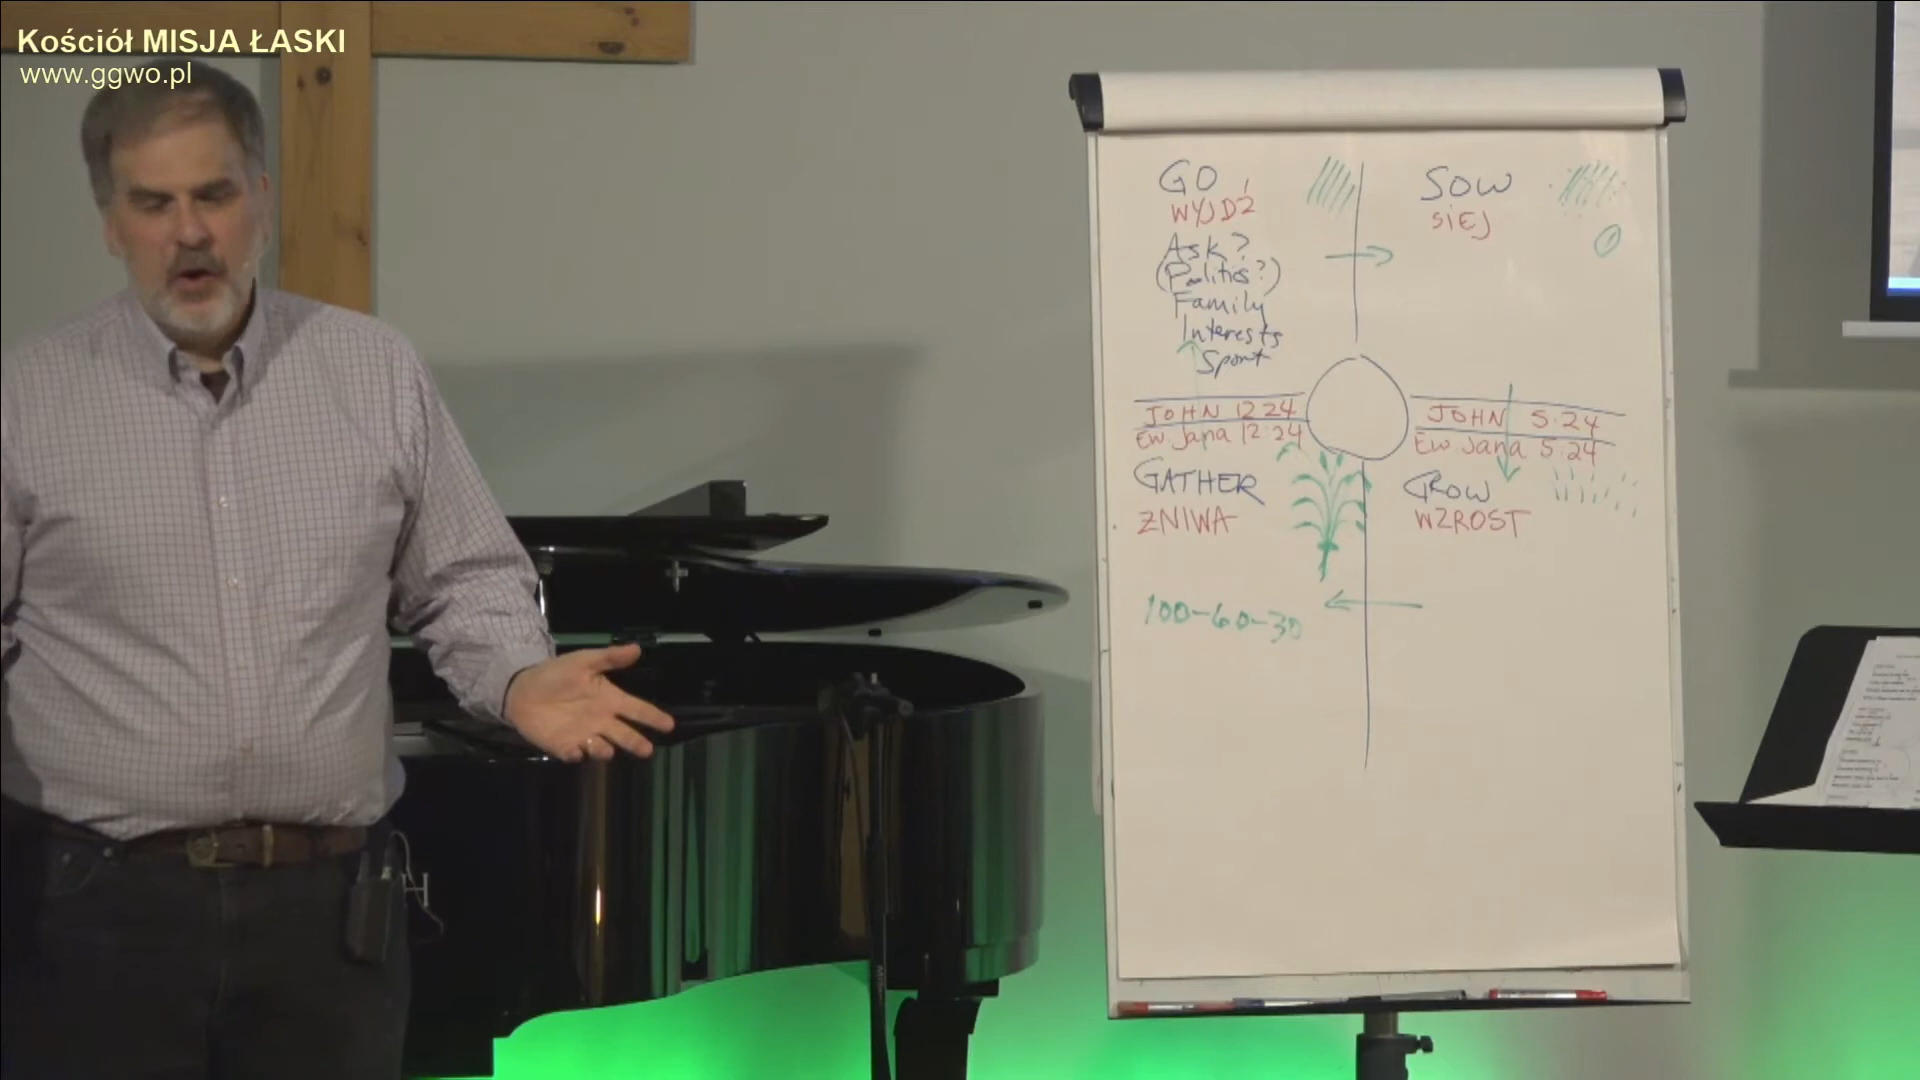 Kościół MISJA ŁASKI
www.ggwo.pl
GO
WYJDŹ
Ask?
(Politics?)
Family
Interests
Sport
SOW
SiEJ
JOHN 12 24
Ew Jana 12:24
JOHN 5:24
Ew. Jana 5:24
GATHER
ŻNIWA
100-60-30
GROW
WZROST